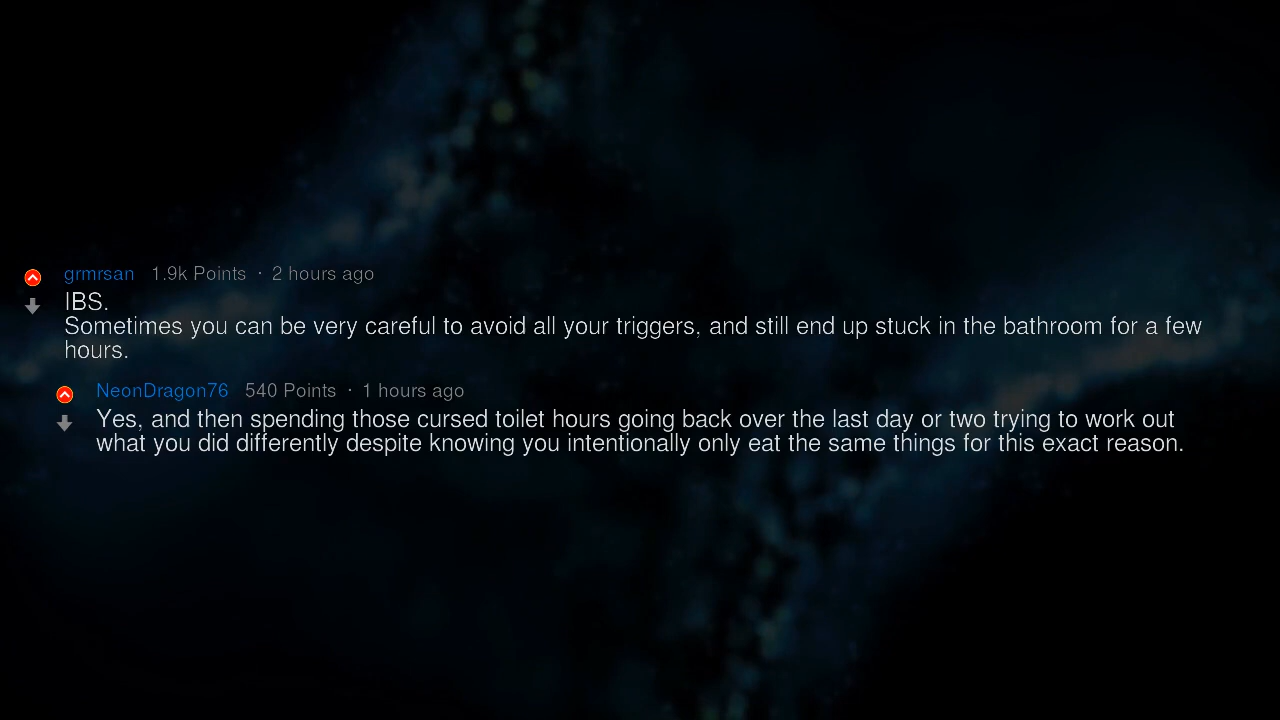 grmrsan 1.9k Points · 2 hours ago
IBS.
Sometimes you can be very careful to avoid all your triggers, and still end up stuck in the bathroom for a few
hours.
NeonDragon76 540 Points · 1 hours ago
Yes, and then spending those cursed toilet hours going back over the last day or two trying to work out
what you did differently despite knowing you intentionally only eat the same things for this exact reason.